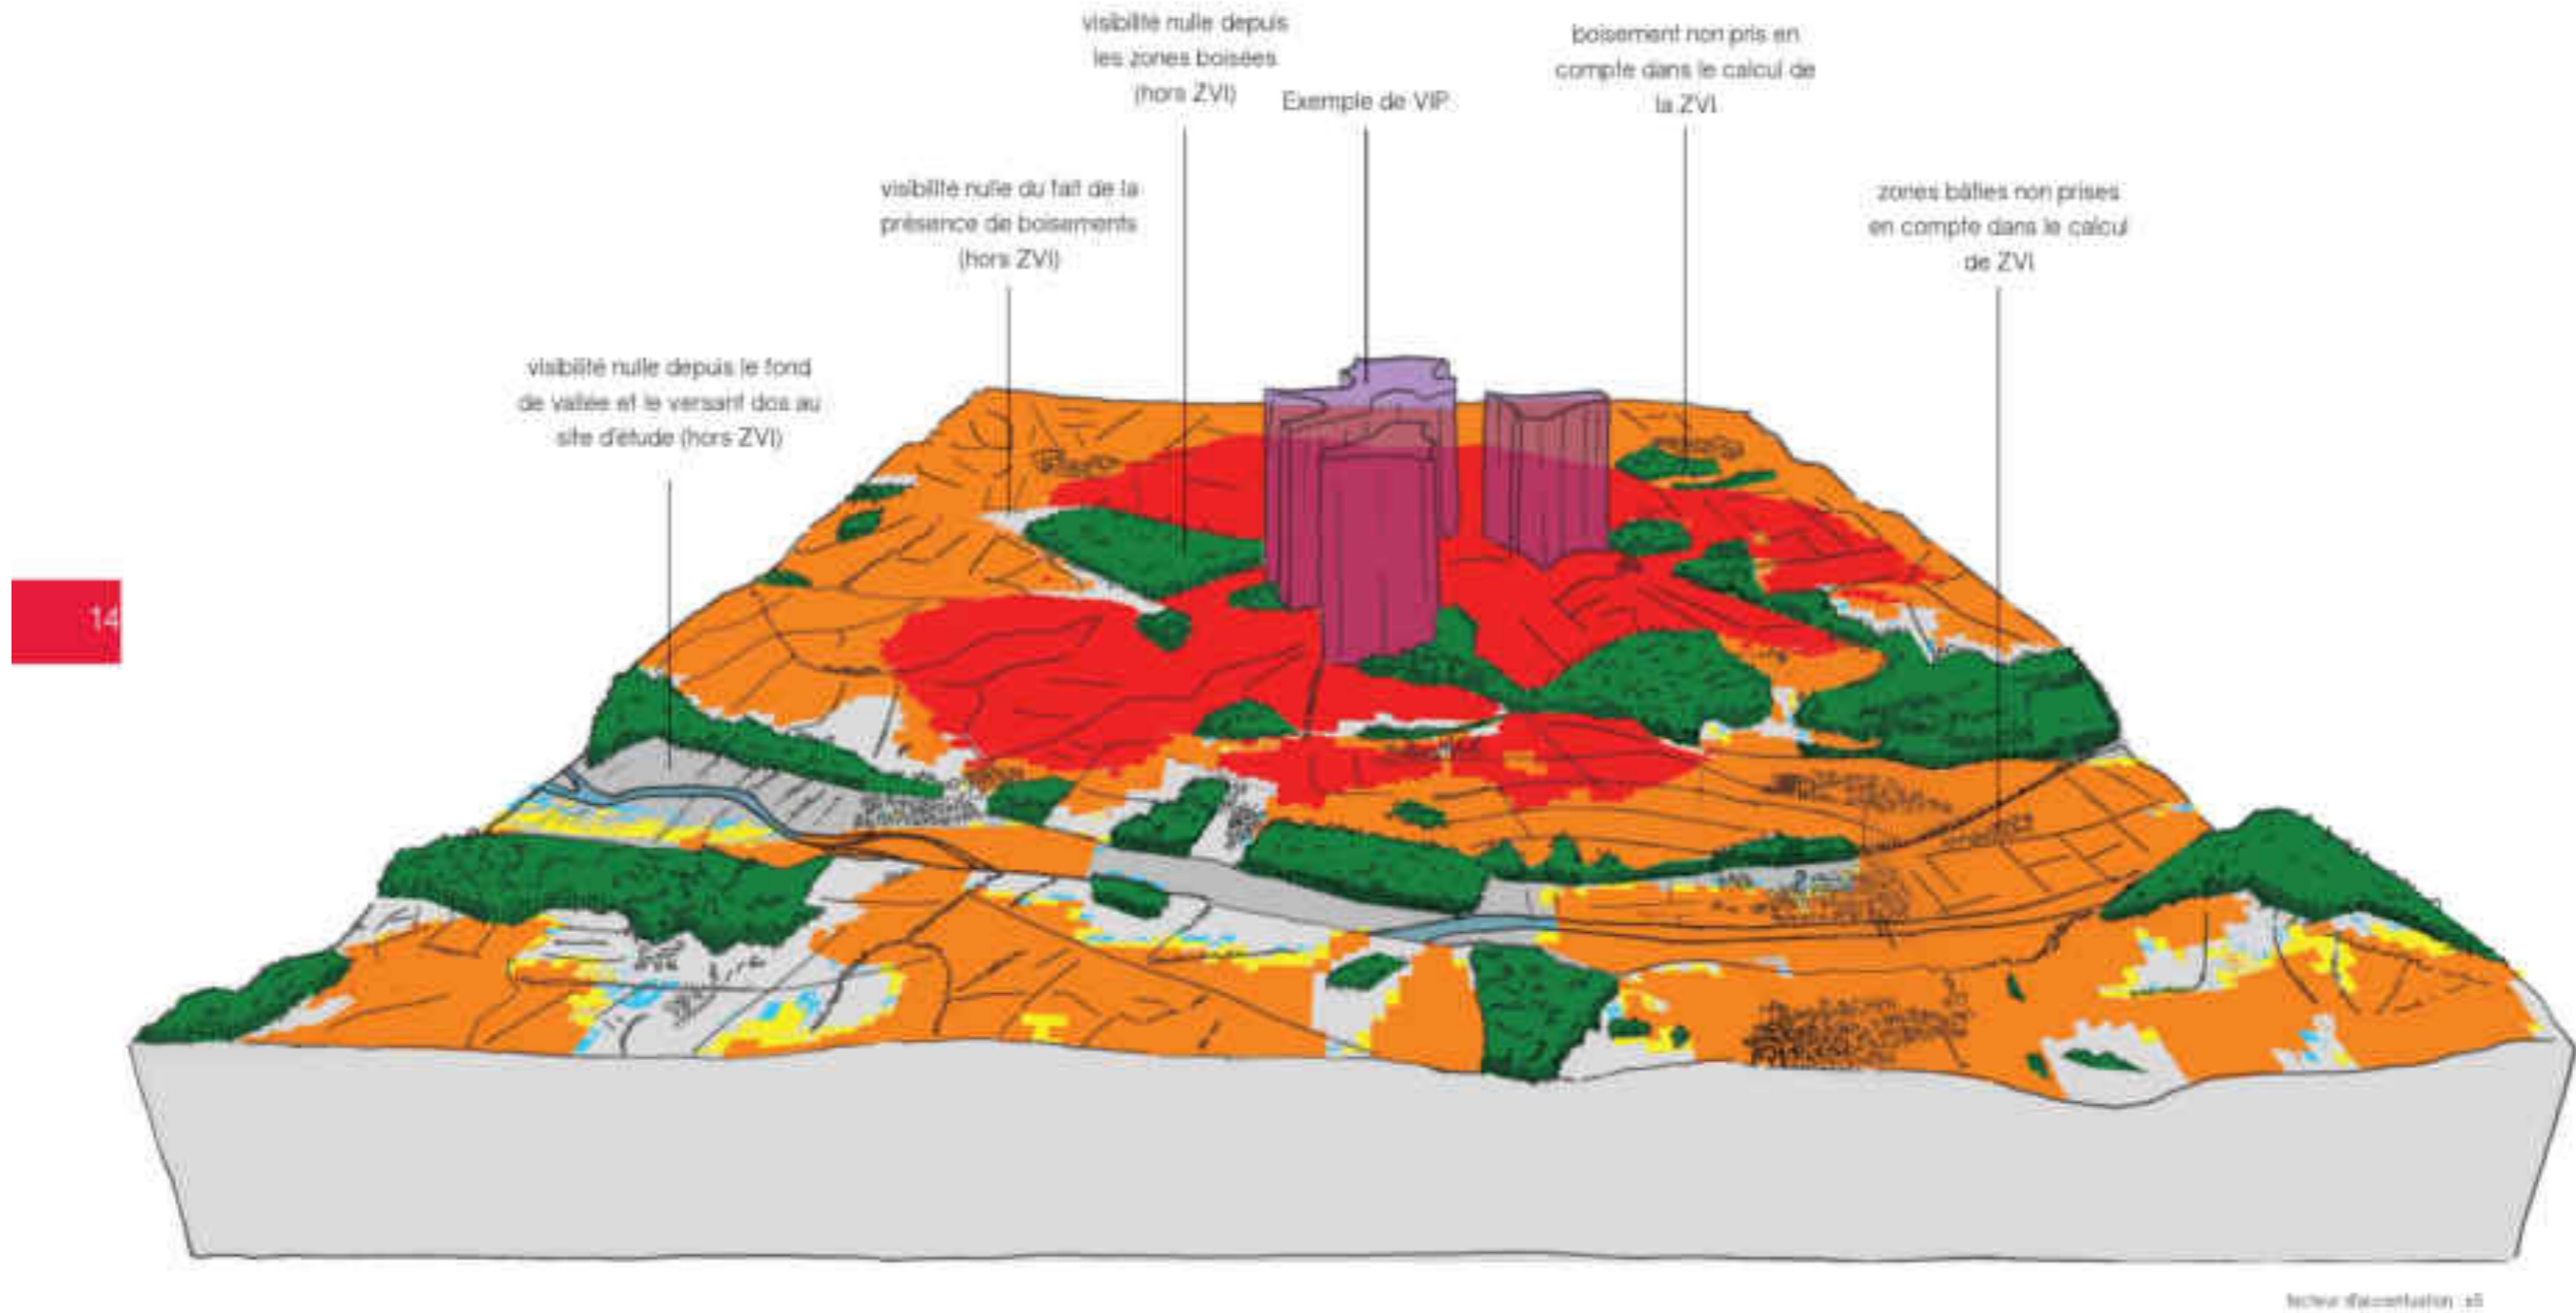 visibilité nulle depuis
les zones boisées
(hors ZVI)
Exemple de VIP
boisement non pris en
compte dans le calcul de
la ZVI
visibilité nulle du fait de la
présence de boisements
(hors ZVI)
zones bâties non prises
en compte dans le calcul
de ZVI
visibilité nulle depuis le fond
de vallée et le versant dos au
site d'étude (hors ZVI)
14
facteur d'accentuation x5